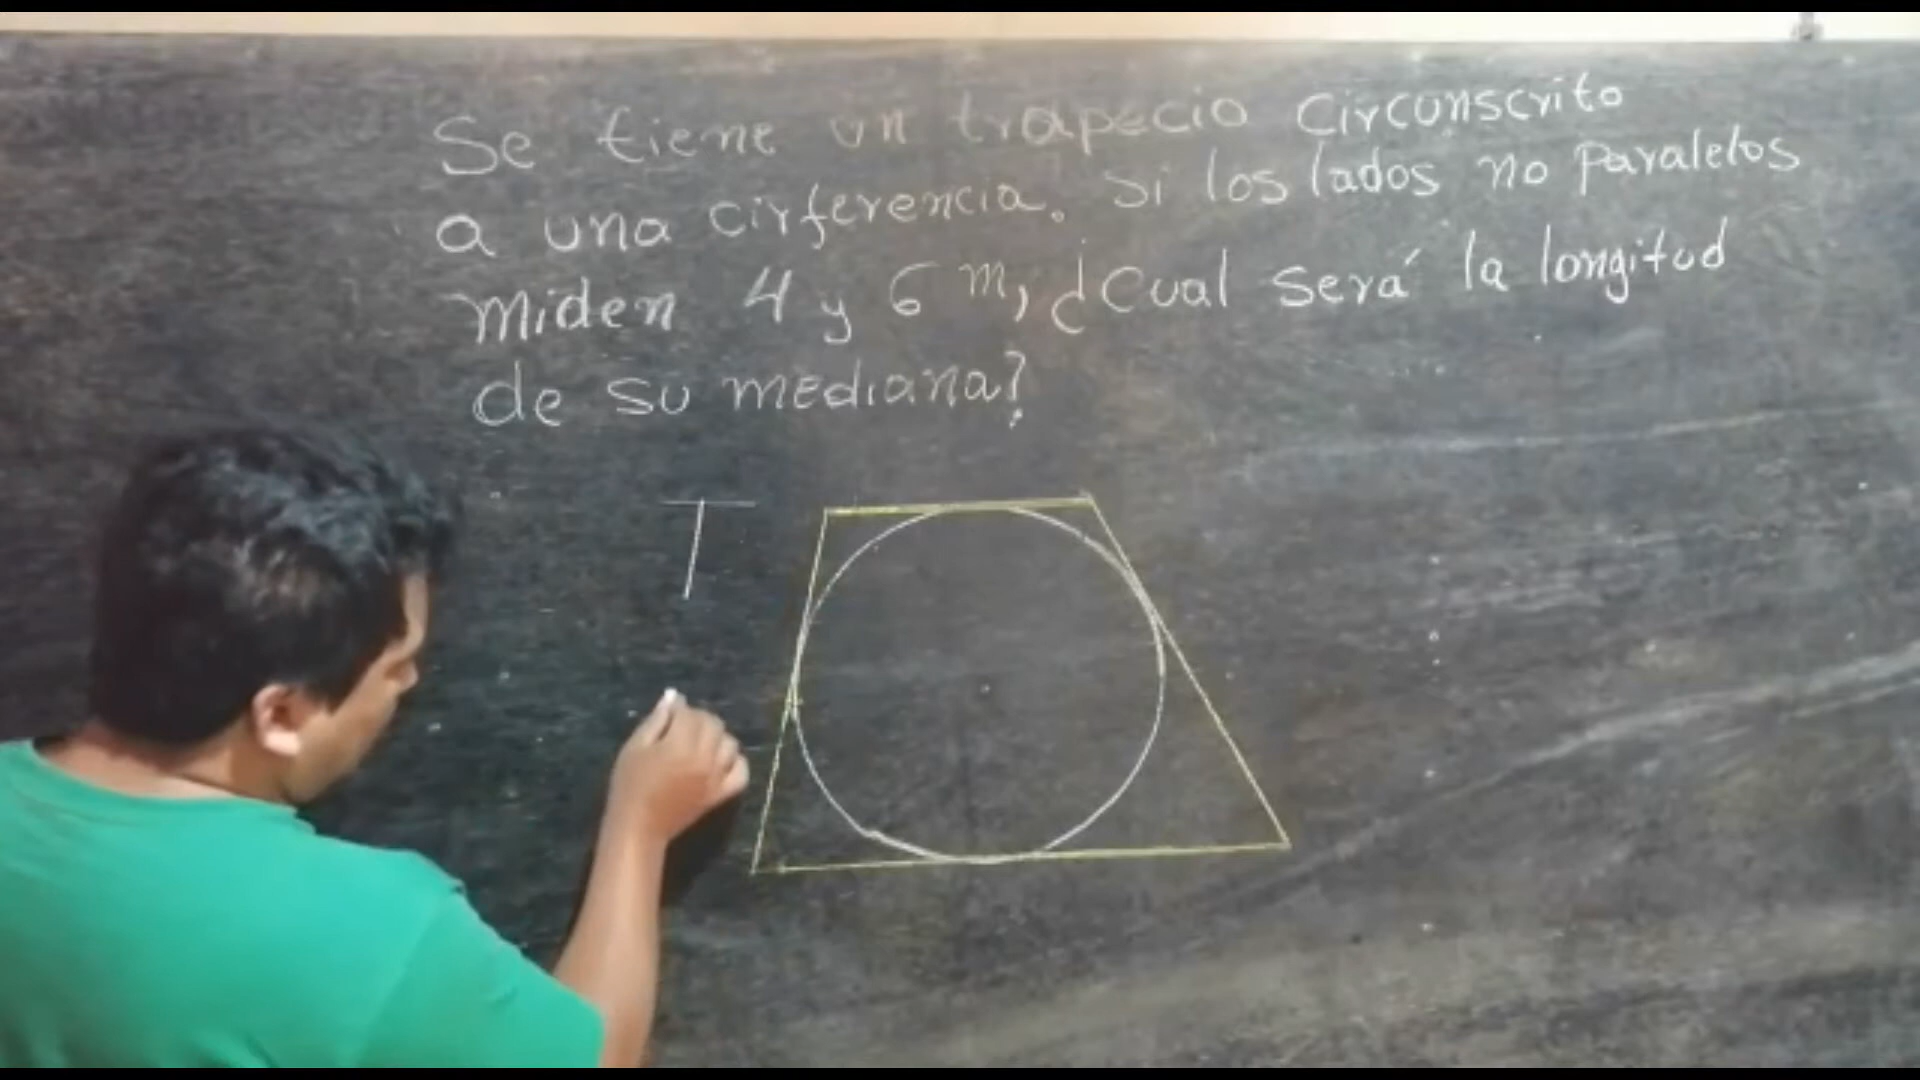 Se tiene un trapecio circunscrito
a una cirferencia. Si los lados no paralelos
miden 4 y 6 m, ¿Cual será la longitud
de su mediana?
T